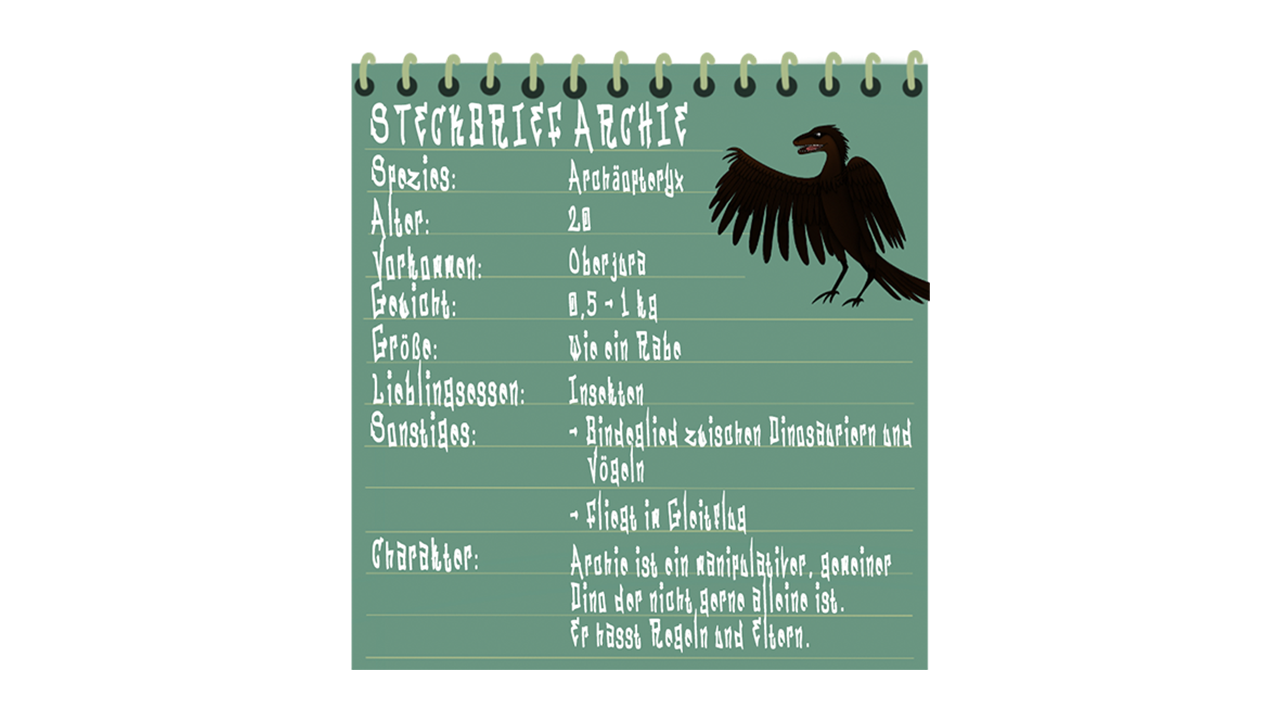 STECKBRIEF ARCHIE
Spezies: Archäopteryx
Alter: 20
Vorkommen: Oberjura
Gewicht: 0,5 - 1 kg
Größe: wie ein Rabe
Lieblingsessen: Insekten
Sonstiges: - Bindeglied zwischen Dinosauriern und
Vögeln
- Fliegt im Gleitflug
Charakter: Archie ist ein manipulativer, gemeiner
Dino der nicht gerne alleine ist.
Er hasst Regeln und Eltern.